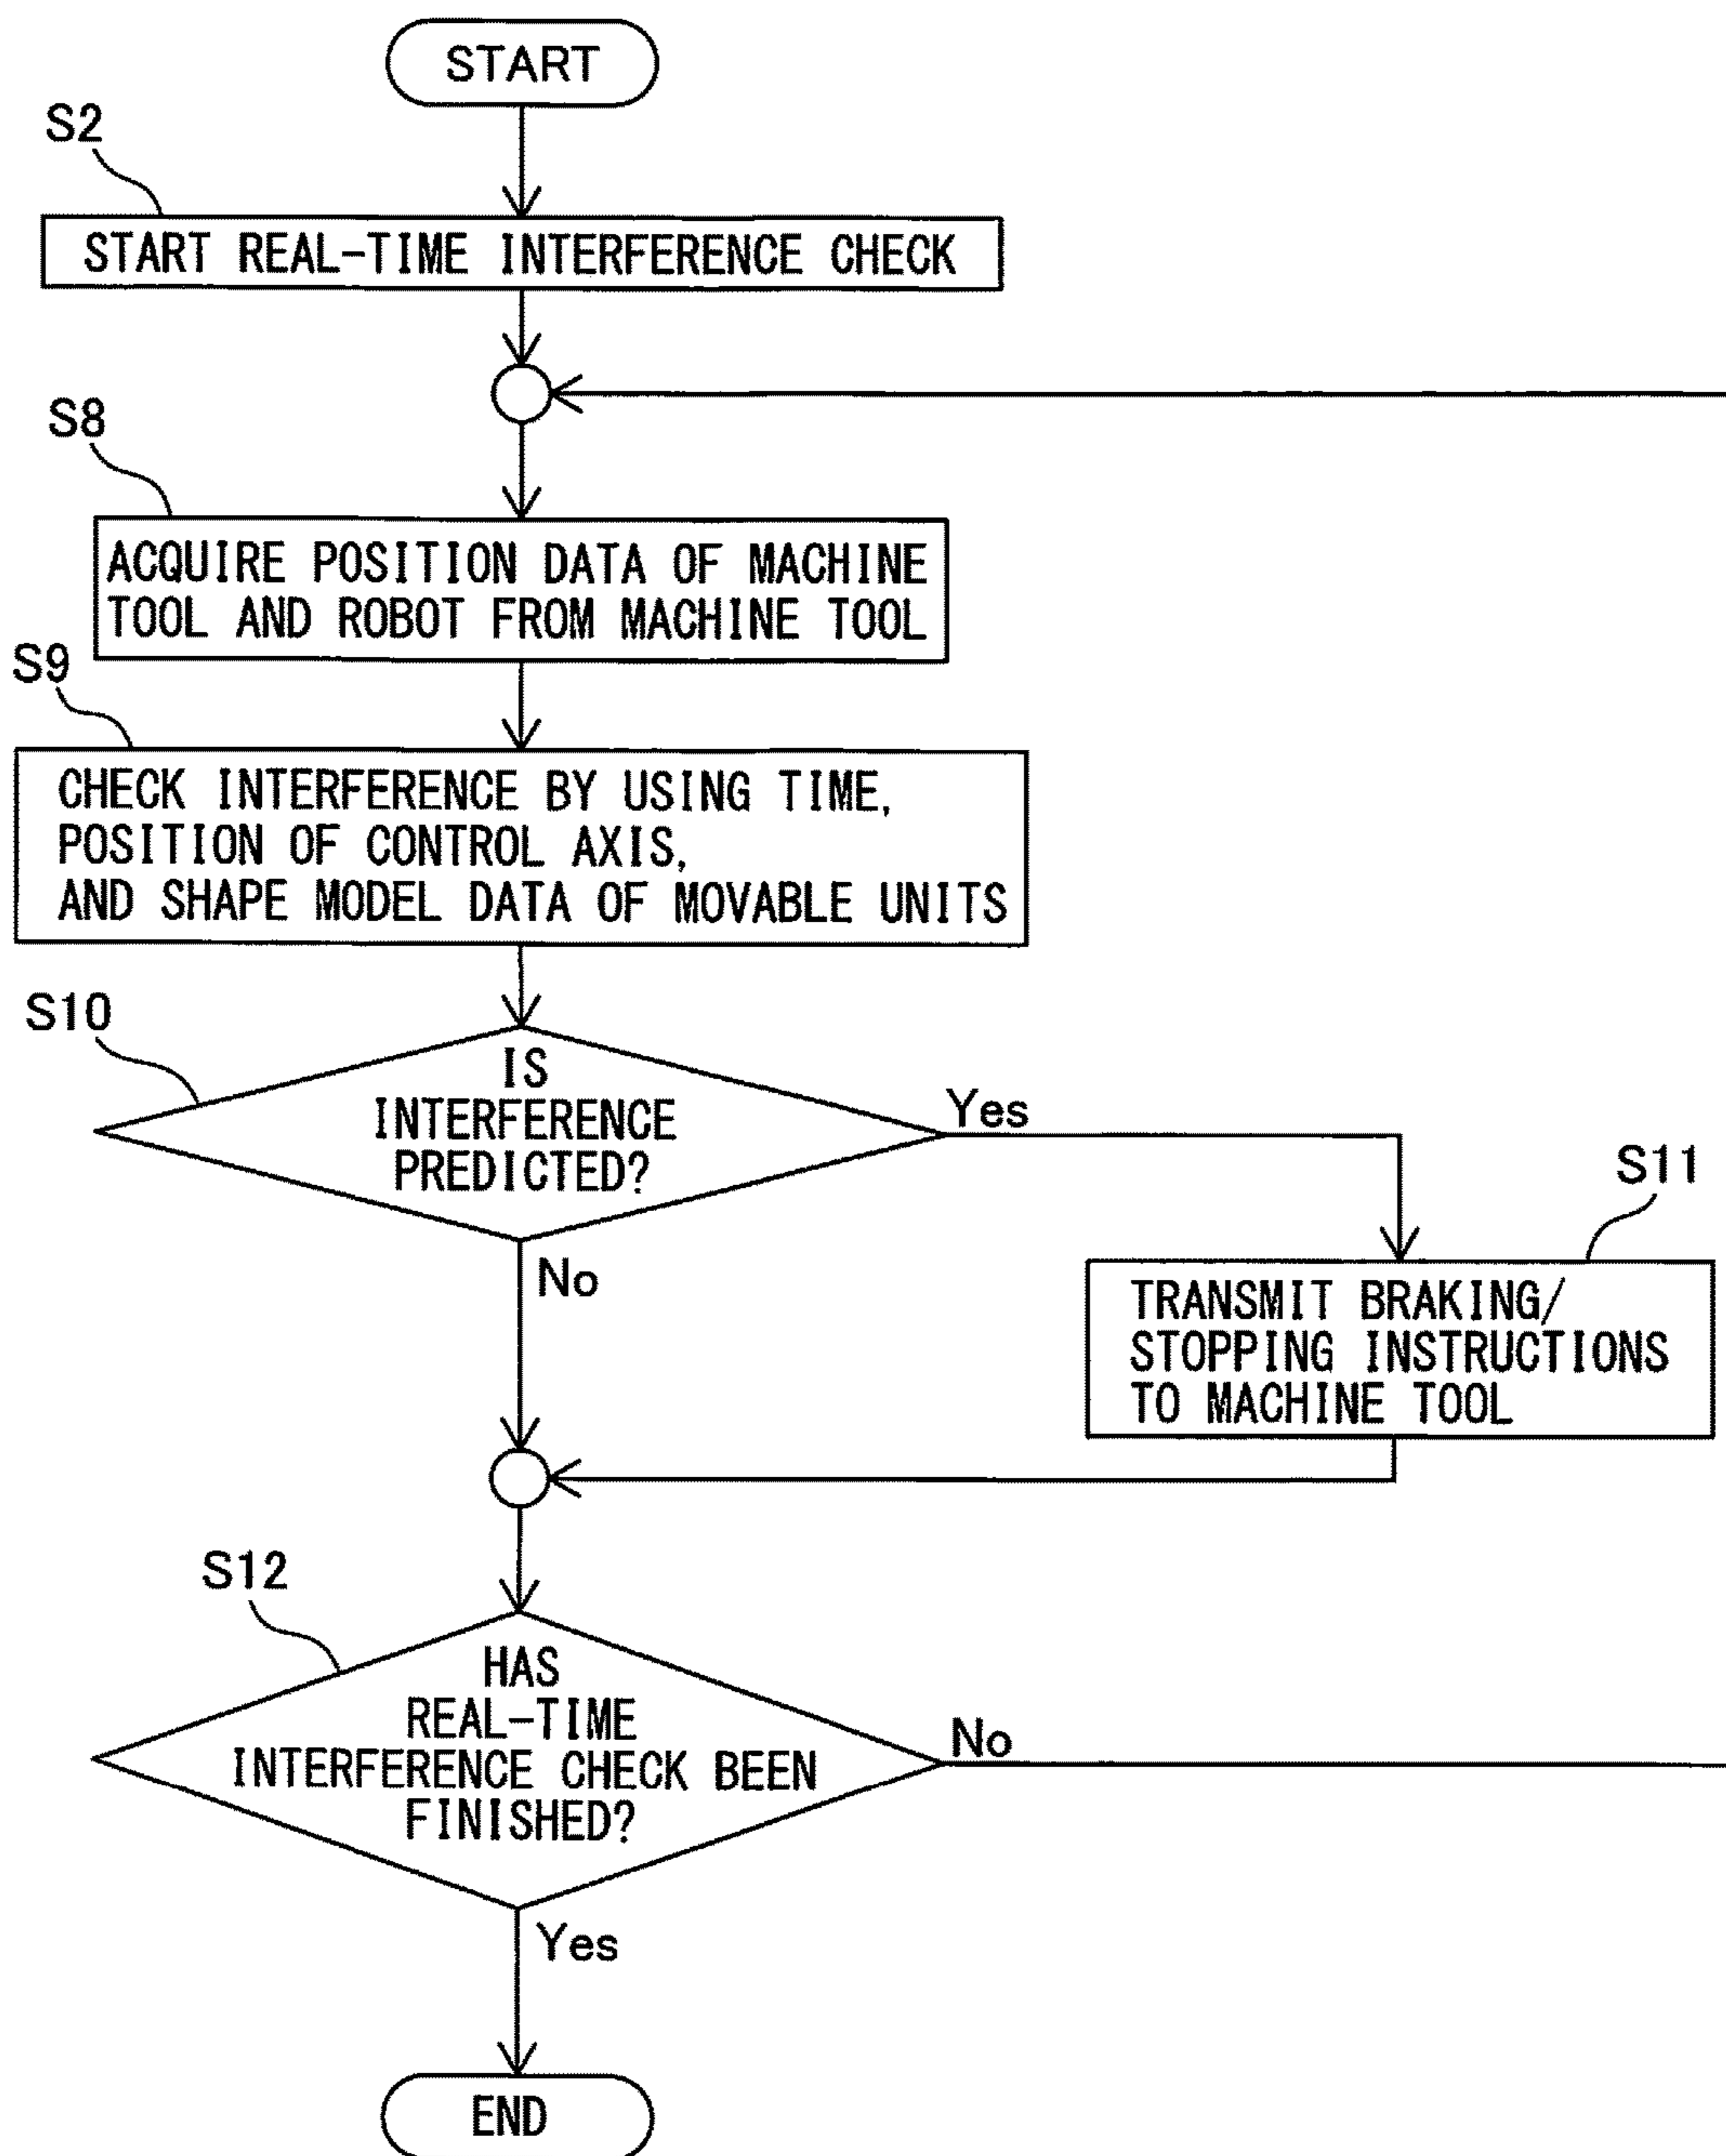 START
S2
START REAL-TIME INTERFERENCE CHECK
S8
ACQUIRE POSITION DATA OF MACHINE
TOOL AND ROBOT FROM MACHINE TOOL
S9
CHECK INTERFERENCE BY USING TIME,
POSITION OF CONTROL AXIS,
AND SHAPE MODEL DATA OF MOVABLE UNITS
S10
IS
INTERFERENCE
PREDICTED?
Yes
No
S11
TRANSMIT BRAKING/
STOPPING INSTRUCTIONS
TO MACHINE TOOL
S12
HAS
REAL-TIME
INTERFERENCE CHECK BEEN
FINISHED?
No
Yes
END